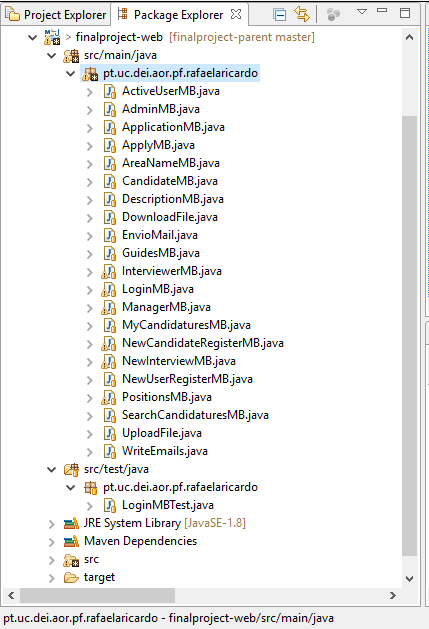 Project Explorer
Package Explorer
> finalproject-web [finalproject-parent master]
src/main/java
pt.uc.dei.aor.pf.rafaelaricardo
ActiveUserMB.java
AdminMB.java
ApplicationMB.java
ApplyMB.java
AreaNameMB.java
CandidateMB.java
DescriptionMB.java
DownloadFile.java
EnvioMail.java
GuidesMB.java
InterviewerMB.java
LoginMB.java
ManagerMB.java
MyCandidaturesMB.java
NewCandidateRegisterMB.java
NewInterviewMB.java
NewUserRegisterMB.java
PositionsMB.java
SearchCandidaturesMB.java
UploadFile.java
WriteEmails.java
src/test/java
pt.uc.dei.aor.pf.rafaelaricardo
LoginMBTest.java
JRE System Library [JavaSE-1.8]
Maven Dependencies
src
target
pt.uc.dei.aor.pf.rafaelaricardo - finalproject-web/src/main/java